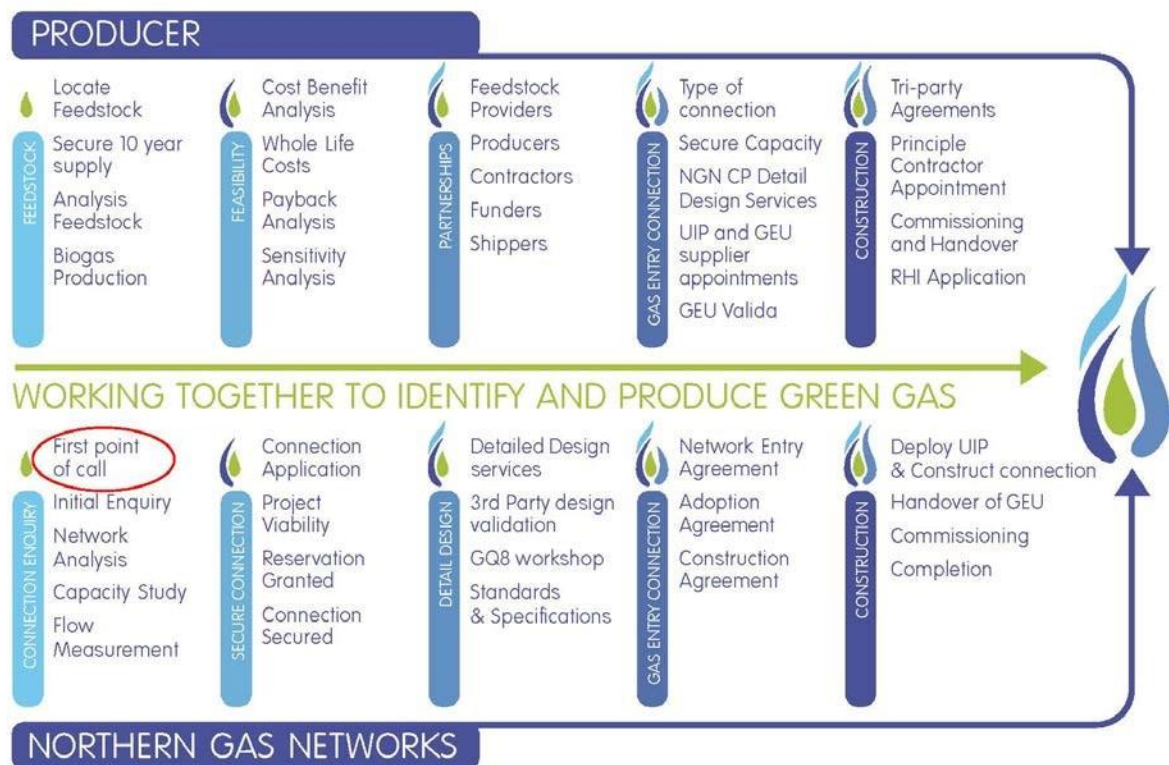 PRODUCER
Locate
Feedstock
FEEDSTOCK
Secure 10 year
supply
Analysis
Feedstock
Biogas
Production
Cost Benefit
Analysis
FEASIBILITY
Whole Life
Costs
Payback
Analysis
Sensitivity
Analysis
Feedstock
Providers
PARTNERSHIPS
Producers
Contractors
Funders
Shippers
Type of
connection
GAS ENTRY CONNECTION
Secure Capacity
NGN CP Detail
Design Services
UIP and GEU
supplier
appointments
GEU Valida
Tri-party
Agreements
CONSTRUCTION
Principle
Contractor
Appointment
Commissioning
and Handover
RHI Application
WORKING TOGETHER TO IDENTIFY AND PRODUCE GREEN GAS
First point
of call
CONNECTION ENQUIRY
Initial Enquiry
Network
Analysis
Capacity Study
Flow
Measurement
Connection
Application
SECURE CONNECTION
Project
Viability
Reservation
Granted
Connection
Secured
Detailed Design
services
DETAIL DESIGN
3rd Party design
validation
GQ8 workshop
Standards
& Specifications
Network Entry
Agreement
GAS ENTRY CONNECTION
Adoption
Agreement
Construction
Agreement
Deploy UIP
& Construct connection
CONSTRUCTION
Handover of GEU
Commissioning
Completion
NORTHERN GAS NETWORKS